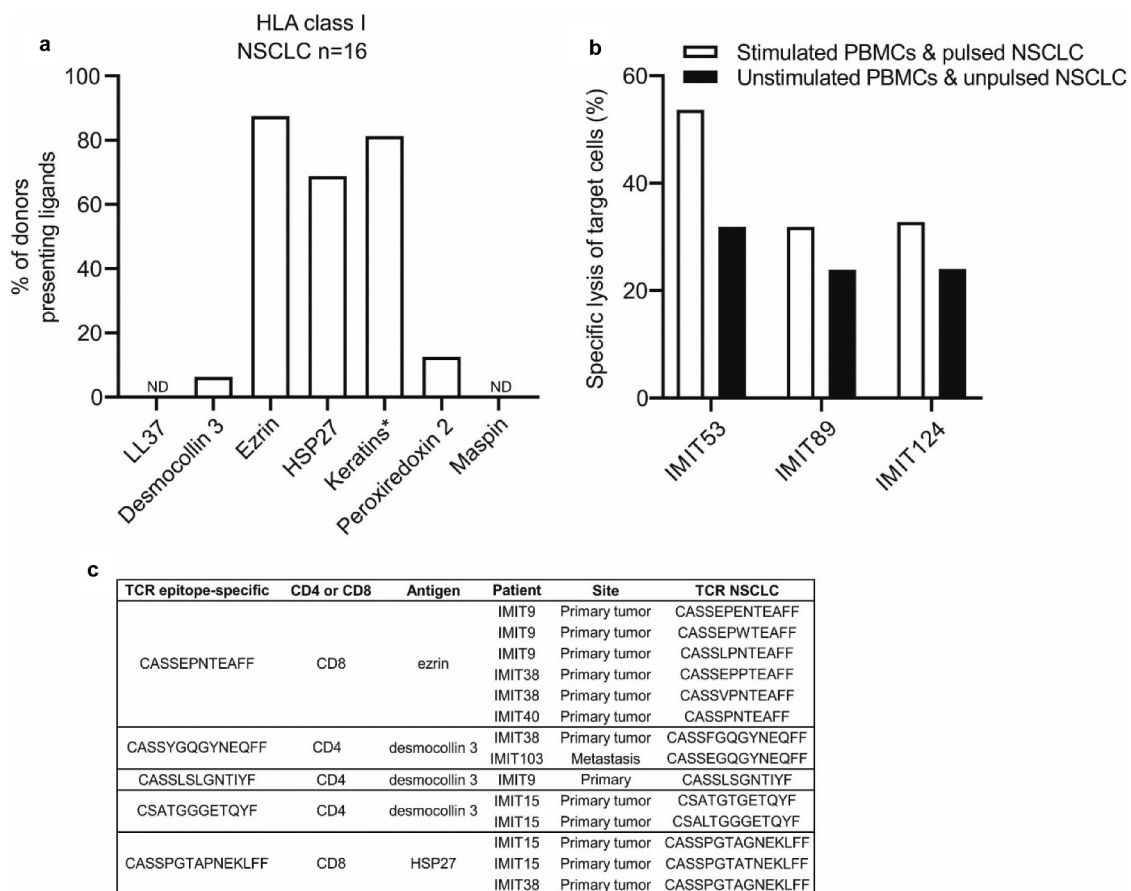 a
HLA class I
NSCLC n=16
% of donors
presenting ligands
100
80
60
40
20
0
ND
ND
LL37
Desmocollin 3
Ezrin
HSP27
Keratins*
Peroxiredoxin 2
Maspin
b
Stimulated PBMCs & pulsed NSCLC
Unstimulated PBMCs & unpulsed NSCLC
Specific lysis of target cells (%)
60
40
20
0
IMIT53
IMIT89
IMIT124
c
TCR epitope-specific CD4 or CD8 Antigen Patient Site TCR NSCLC
CASSEPNTEAFF CD8 ezrin
IMIT9 Primary tumor CASSEPENTEAFF
IMIT9 Primary tumor CASSEPWTEAFF
IMIT9 Primary tumor CASSLPNTEAFF
IMIT38 Primary tumor CASSEPPTEAFF
IMIT38 Primary tumor CASSVPNTEAFF
IMIT40 Primary tumor CASSPNTEAFF
CASSYGQGYNEQFF CD4 desmocollin 3
IMIT38 Primary tumor CASSFGQGYNEQFF
IMIT103 Metastasis CASSEGQGYNEQFF
CASSLSLGNTIYF CD4 desmocollin 3 IMIT9 Primary CASSLSGNTIYF
CSATGGGETQYF CD4 desmocollin 3
IMIT15 Primary tumor CSATGTGETQYF
IMIT15 Primary tumor CSALTGGGETQYF
CASSPGTAPNEKLFF CD8 HSP27
IMIT15 Primary tumor CASSPGTAGNEKLFF
IMIT15 Primary tumor CASSPGTATNEKLFF
IMIT38 Primary tumor CASSPGTAGNEKLFF